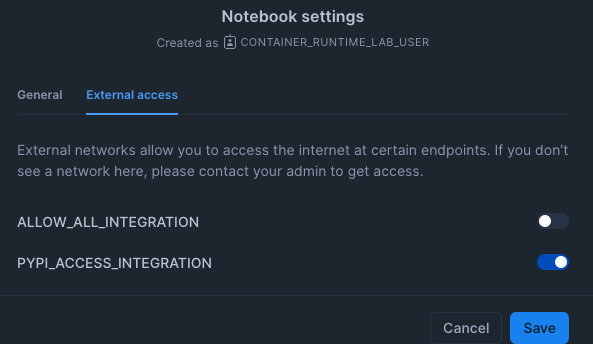 Notebook settings
Created as CONTAINER_RUNTIME_LAB_USER
General External access
External networks allow you to access the internet at certain endpoints. If you don't
see a network here, please contact your admin to get access.
ALLOW_ALL_INTEGRATION
PYPI_ACCESS_INTEGRATION
Cancel Save